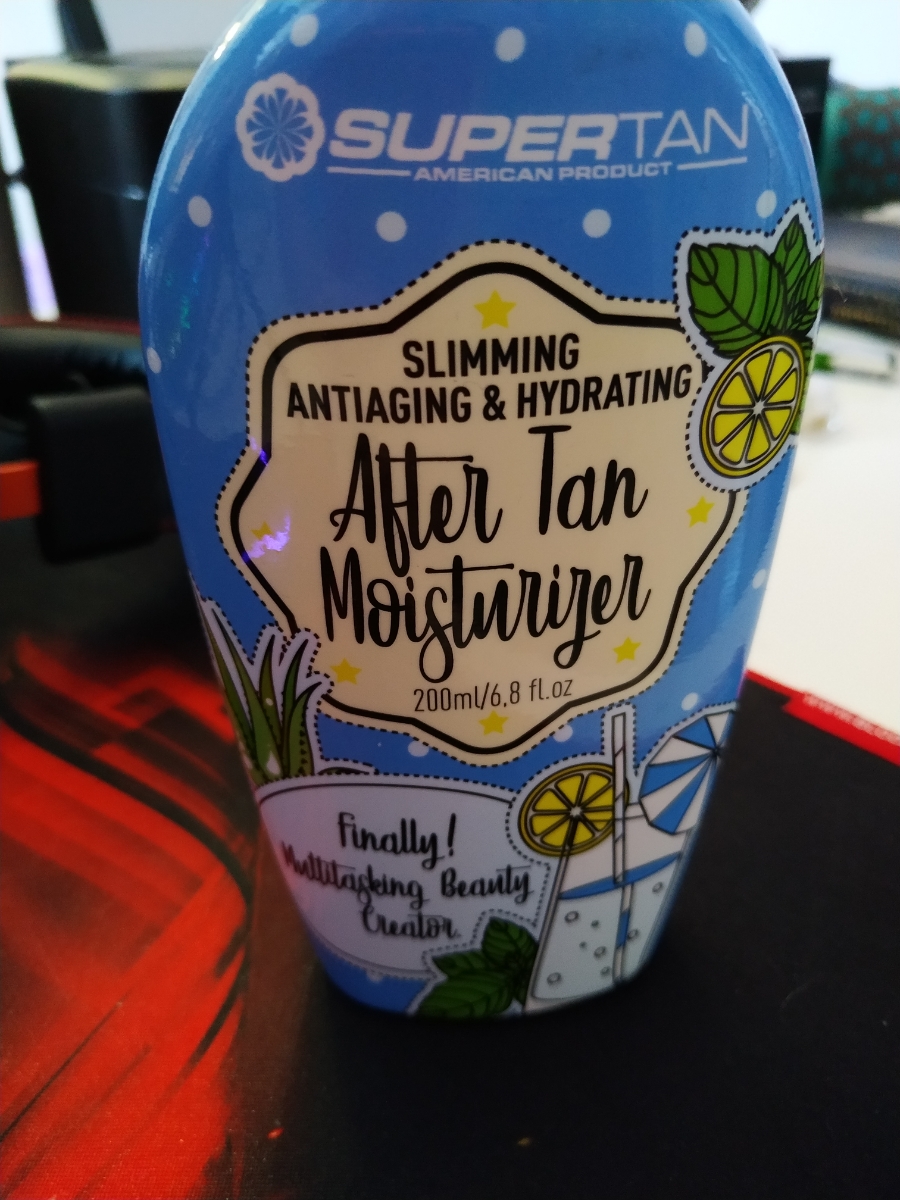 SUPERTAN
AMERICAN PRODUCT
SLIMMING
ANTIAGING & HYDRATING
After Tan
Moisturizer
200ml/6,8 fl.oz
Finally!
Multitasking Beauty
Creator.